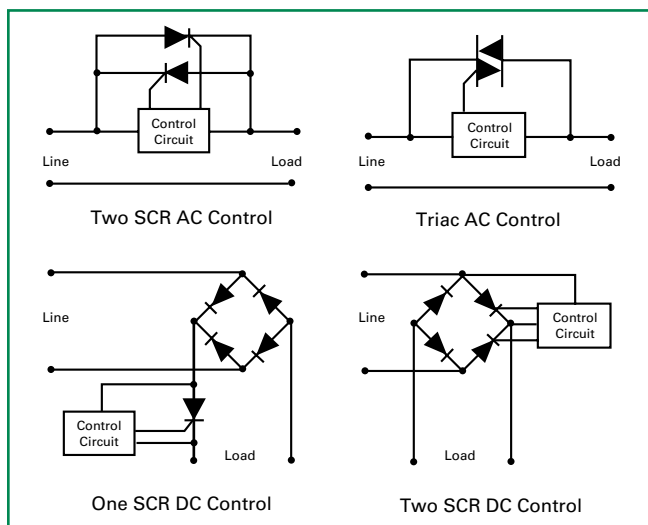 Control
Circuit
Line
Load
Two SCR AC Control
Control
Circuit
Line
Load
Triac AC Control
Line
Control
Circuit
Load
One SCR DC Control
Line
Control
Circuit
Load
Two SCR DC Control